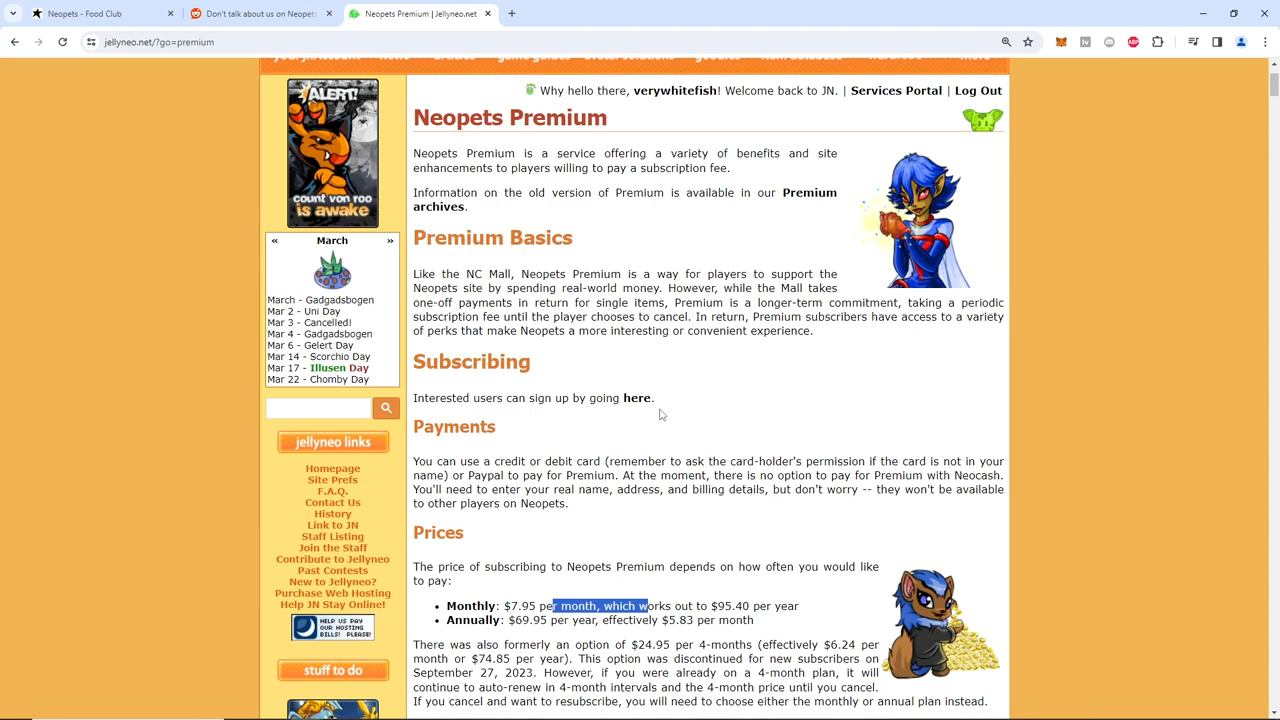 Neopets - Food Club
Don't talk about us on Neopets
Neopets Premium | Jellyneo.net
jellyneo.net/?go=premium
Why hello there, verywhitefish! Welcome back to JN. | Services Portal | Log Out
ALERT!
count von roo
is awake
« March »
March - Gadgadsbogen
Mar 2 - Uni Day
Mar 3 - Cancelled!
Mar 4 - Gadgadsbogen
Mar 6 - Gelert Day
Mar 14 - Scorchio Day
Mar 17 - Illusen Day
Mar 22 - Chomby Day
jellyneo links
Homepage
Site Prefs
F.A.Q.
Contact Us
History
Link to JN
Staff Listing
Join the Staff
Contribute to Jellyneo
Past Contests
New to Jellyneo?
Purchase Web Hosting
Help JN Stay Online!
HELP US PAY
OUR HOSTING
BILLS! PLEASE!
stuff to do
Neopets Premium
Neopets Premium is a service offering a variety of benefits and site
enhancements to players willing to pay a subscription fee.
Information on the old version of Premium is available in our Premium
archives.
Premium Basics
Like the NC Mall, Neopets Premium is a way for players to support the
Neopets site by spending real-world money. However, while the Mall takes
one-off payments in return for single items, Premium is a longer-term commitment, taking a periodic
subscription fee until the player chooses to cancel. In return, Premium subscribers have access to a variety
of perks that make Neopets a more interesting or convenient experience.
Subscribing
Interested users can sign up by going here.
Payments
You can use a credit or debit card (remember to ask the card-holder's permission if the card is not in your
name) or Paypal to pay for Premium. At the moment, there is no option to pay for Premium with Neocash.
You'll need to enter your real name, address, and billing details, but don't worry -- they won't be available
to other players on Neopets.
Prices
The price of subscribing to Neopets Premium depends on how often you would like
to pay:
• Monthly: $7.95 per month, which works out to $95.40 per year
• Annually: $69.95 per year, effectively $5.83 per month
There was also formerly an option of $24.95 per 4-months (effectively $6.24 per
month or $74.85 per year). This option was discontinued for new subscribers on
September 27, 2023. However, if you were already on a 4-month plan, it will
continue to auto-renew in 4-month intervals and the 4-month price until you cancel.
If you cancel and want to resubscribe, you will need to choose either the monthly or annual plan instead.